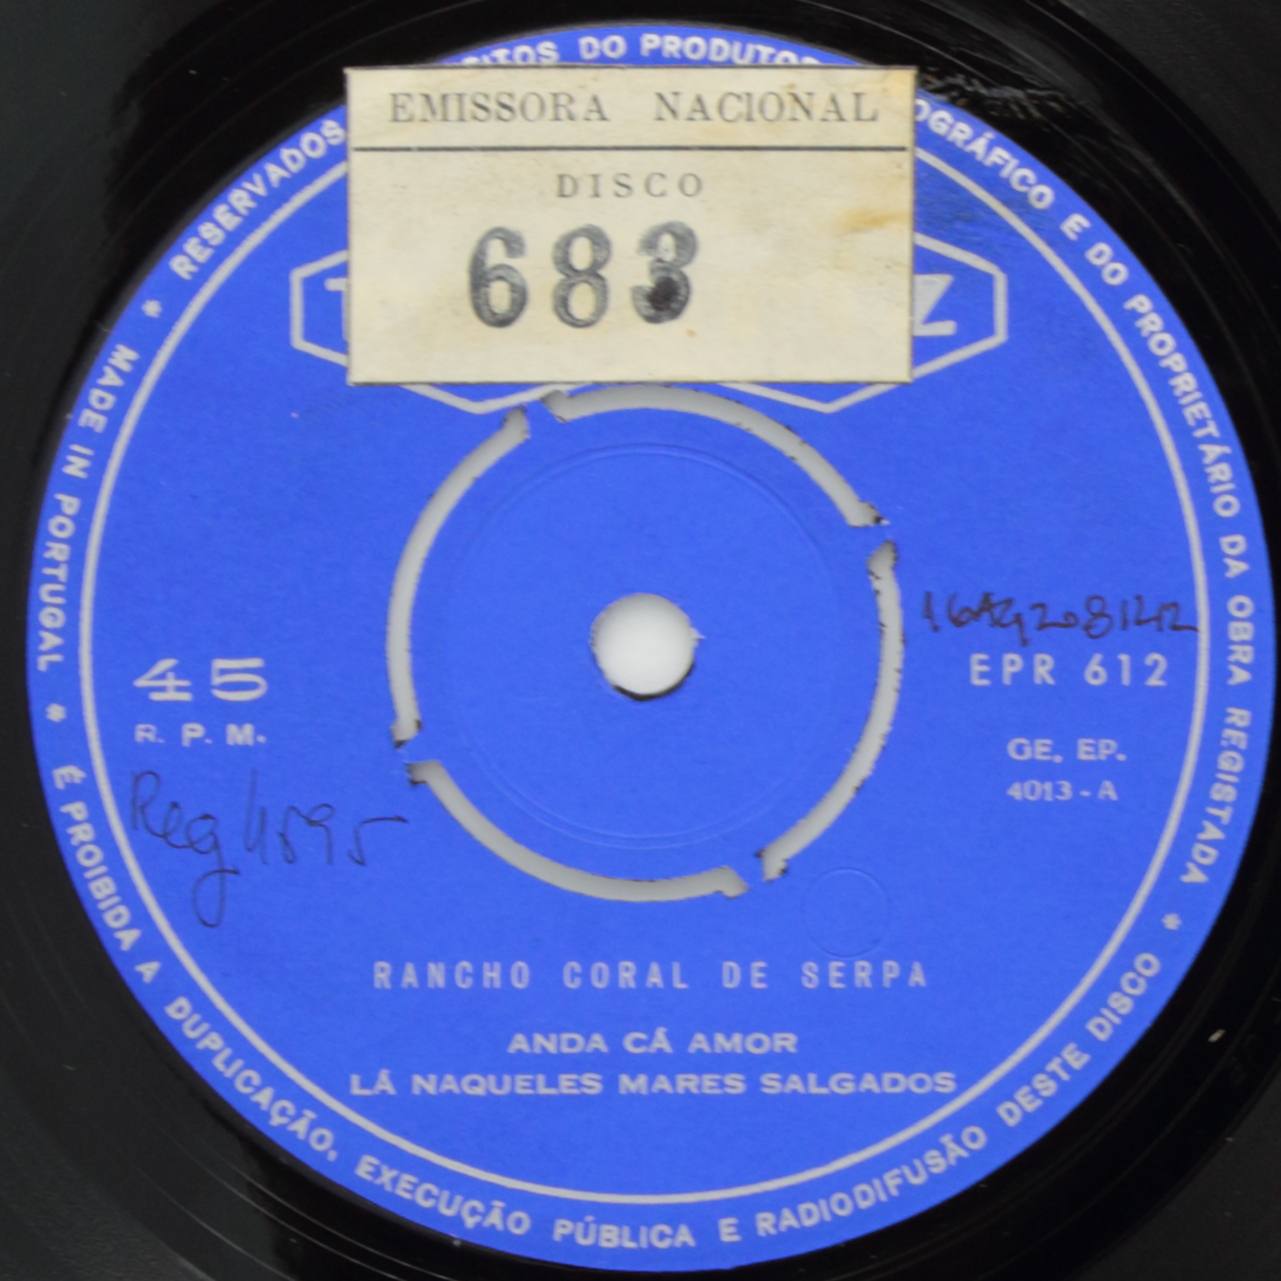 EMISSORA NACIONAL
DISCO
683
45
R. P. M.
EPR 612
GE. EP.
4013 - A
RANCHO CORAL DE SERPA
ANDA CÁ AMOR
LÁ NAQUELES MARES SALGADOS
* RESERVADOS DO PRODUTOR E DO PROPRIETÁRIO DA OBRA REGISTADA *
É PROIBIDA A DUPLICAÇÃO, EXECUÇÃO PÚBLICA E RADIODIFUSÃO DESTE DISCO
* MADE IN PORTUGAL *
Reg 4595